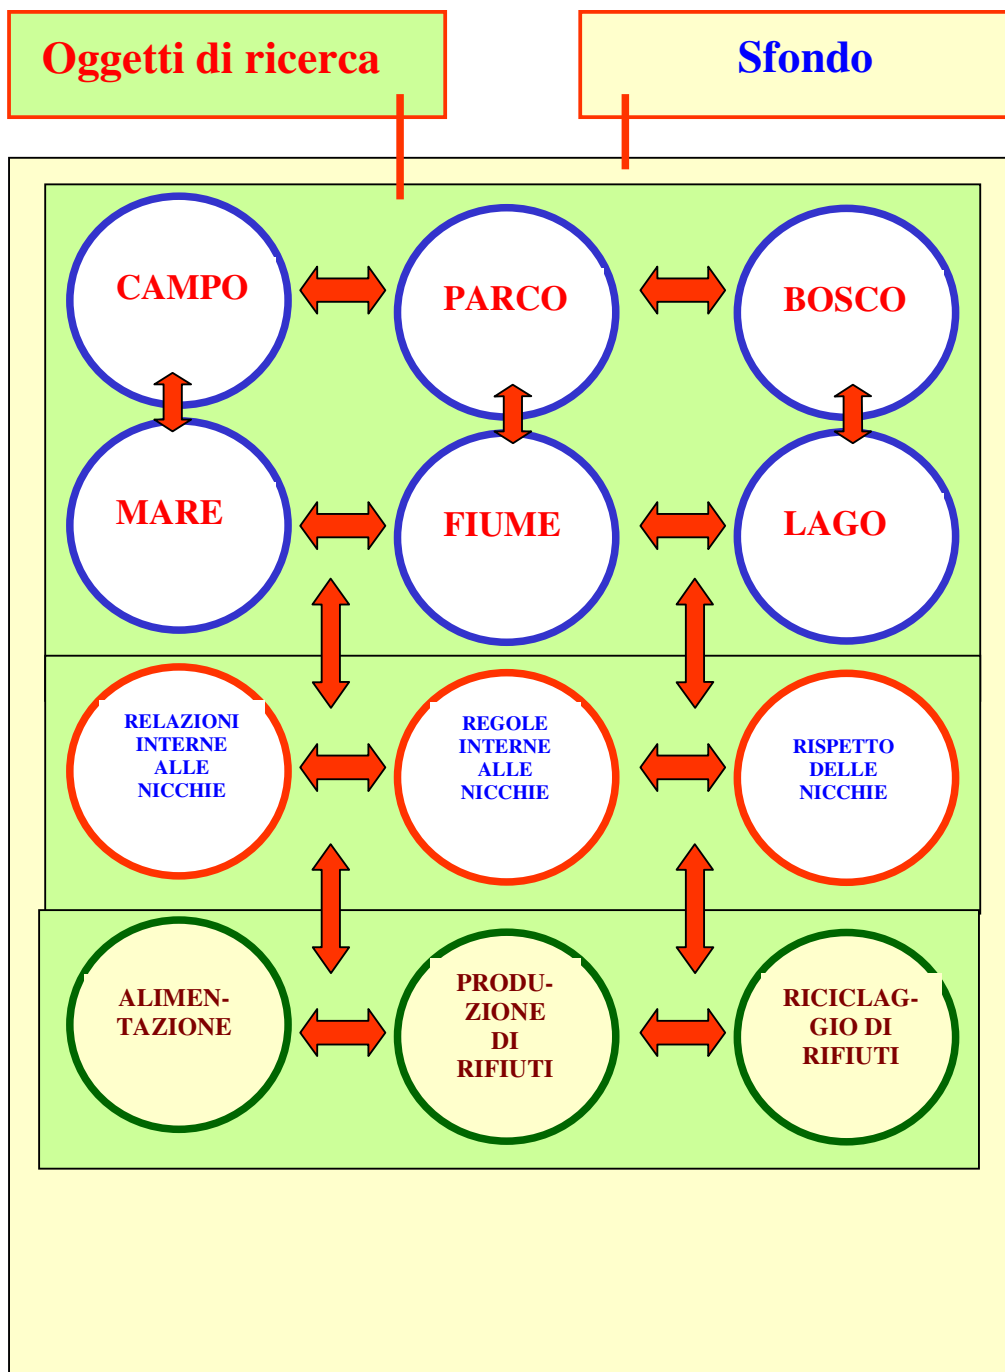 Oggetti di ricerca
Sfondo
CAMPO
PARCO
BOSCO
MARE
FIUME
LAGO
RELAZIONI
INTERNE
ALLE
NICCHIE
REGOLE
INTERNE
ALLE
NICCHIE
RISPETTO
DELLE
NICCHIE
ALIMEN-
TAZIONE
PRODU-
ZIONE
DI
RIFIUTI
RICICLAG-
GIO DI
RIFIUTI